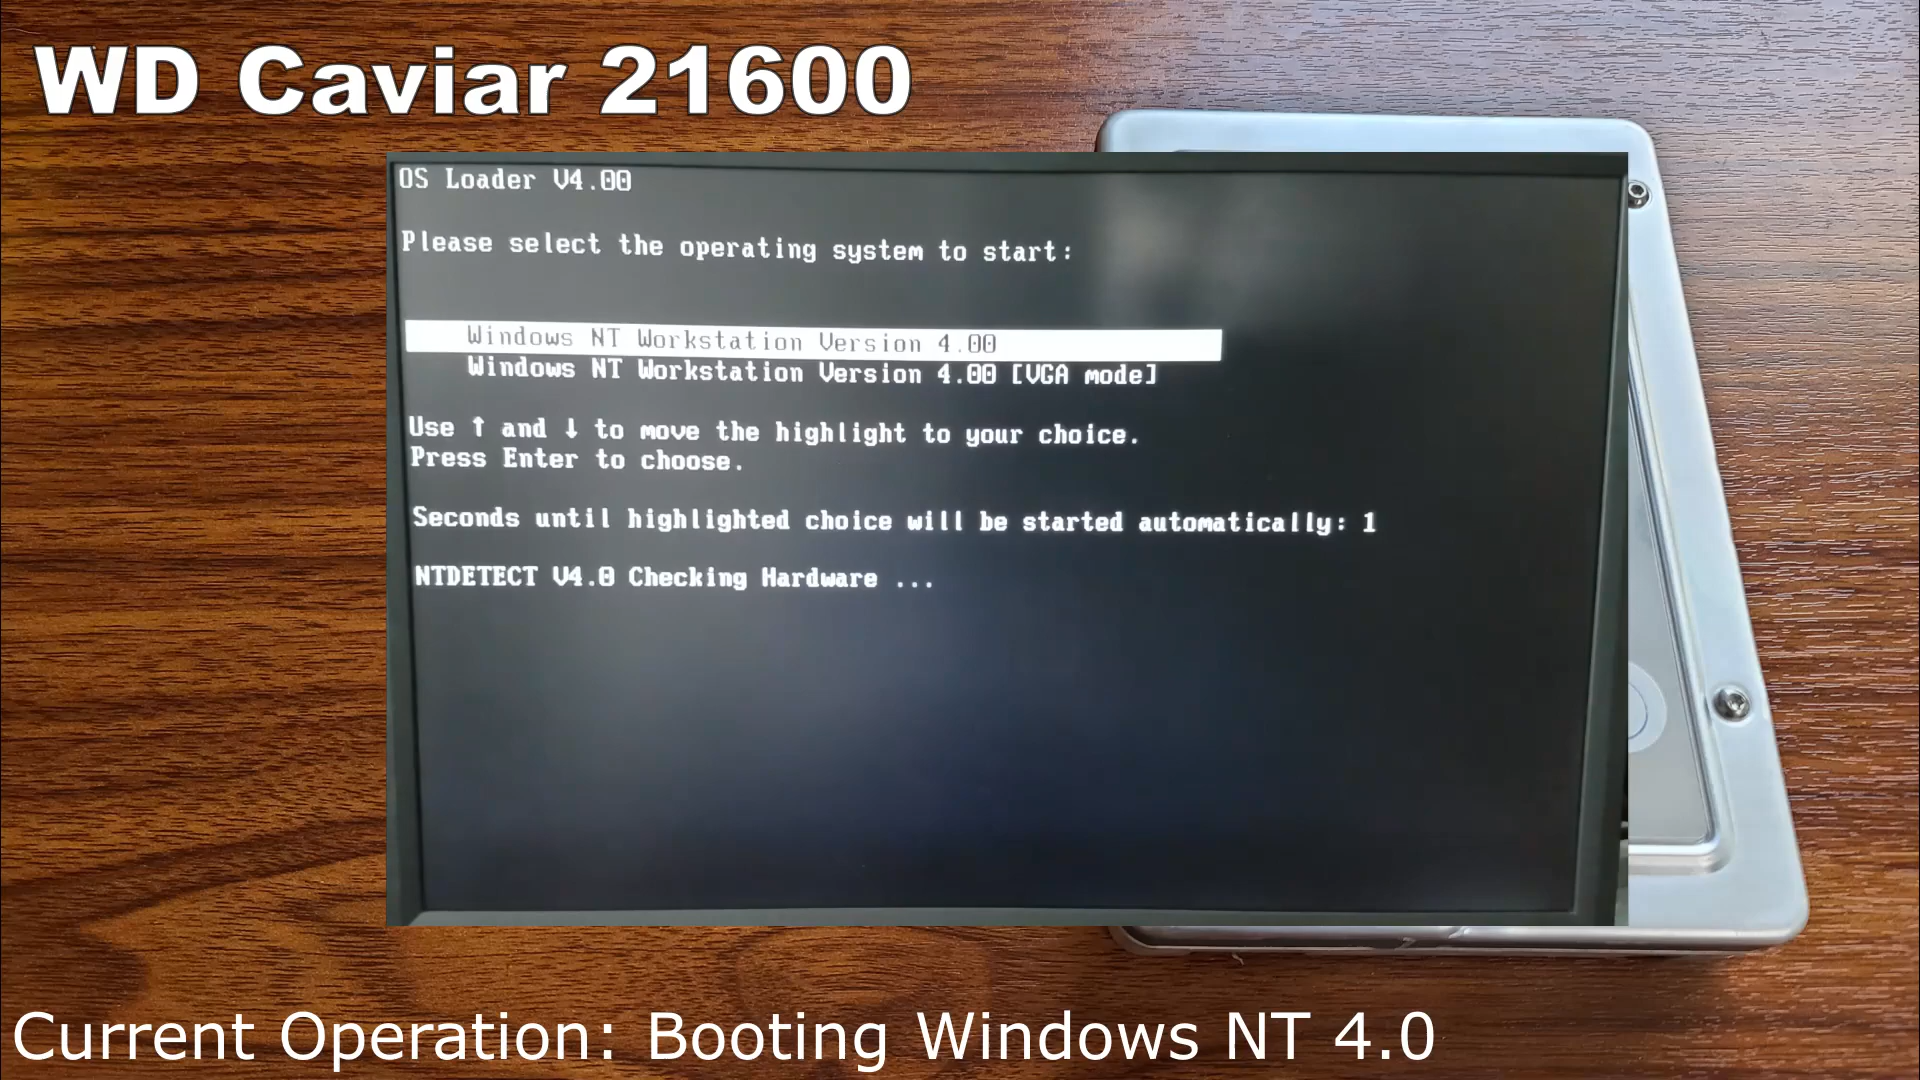 WD Caviar 21600
OS Loader V4.00
Please select the operating system to start:
Windows NT Workstation Version 4.00
Windows NT Workstation Version 4.00 [VGA mode]
Use ↑ and ↓ to move the highlight to your choice.
Press Enter to choose.
Seconds until highlighted choice will be started automatically: 1
NTDETECT V4.0 Checking Hardware ...
Current Operation: Booting Windows NT 4.0